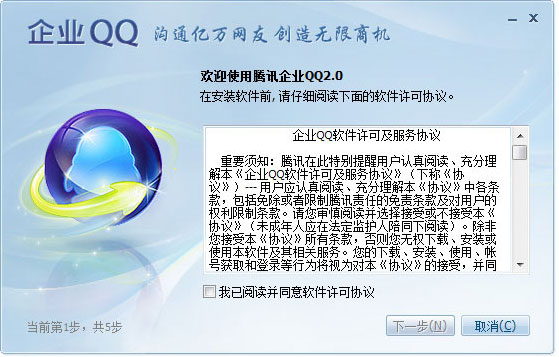 企业QQ 沟通亿万网友 创造无限商机
欢迎使用腾讯企业QQ2.0
在安装软件前,请仔细阅读下面的软件许可协议。
企业QQ软件许可及服务协议
重要须知：腾讯在此特别提醒用户认真阅读、充分理
解本《企业QQ软件许可及服务协议》（下称《协
议》）--- 用户应认真阅读、充分理解本《协议》中各条
款，包括免除或者限制腾讯责任的免责条款及对用户的
权利限制条款。请您审慎阅读并选择接受或不接受本《
协议》（未成年人应在法定监护人陪同下阅读）。除非
您接受本《协议》所有条款，否则您无权下载、安装或
使用本软件及其相关服务。您的下载、安装、使用、帐
号获取和登录等行为将视为对本《协议》的接受，并同
我已阅读并同意软件许可协议
当前第1步，共5步
下一步(N)
取消(C)